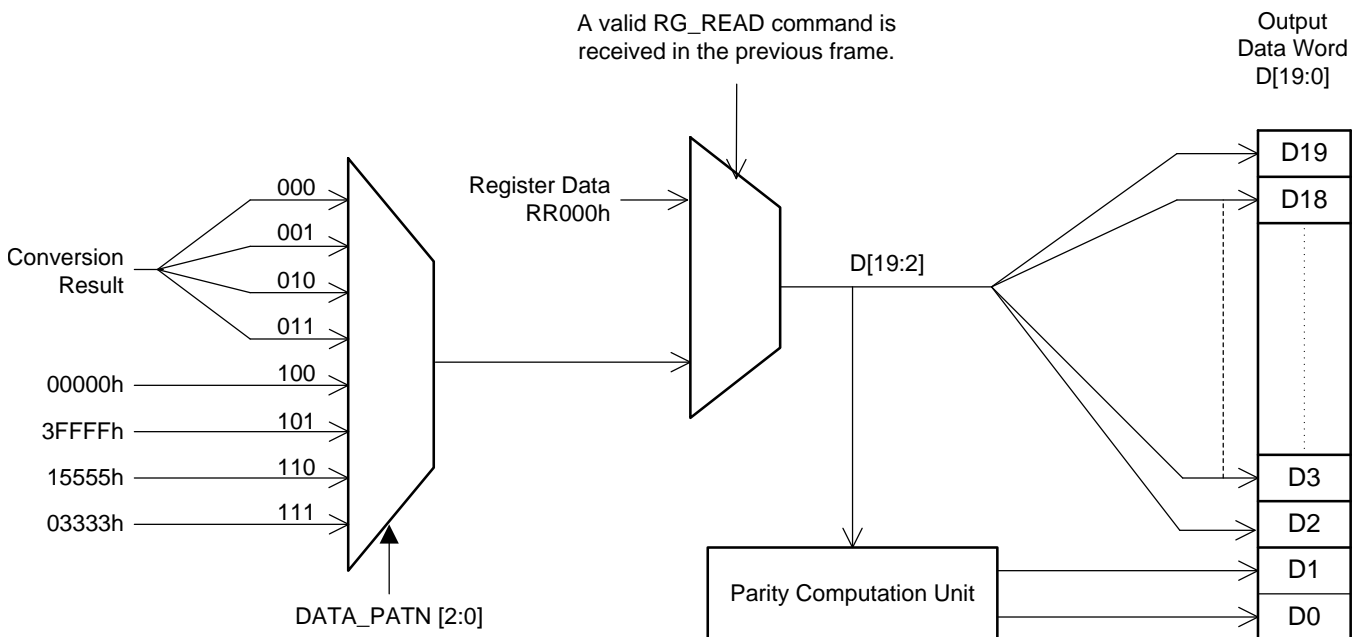 A valid RG_READ command is
received in the previous frame.
Output
Data Word
D[19:0]
Conversion
Result
000
001
010
011
00000h
100
3FFFFh
101
15555h
110
03333h
111
DATA_PATN [2:0]
Register Data
RR000h
D[19:2]
Parity Computation Unit
D19
D18
D3
D2
D1
D0